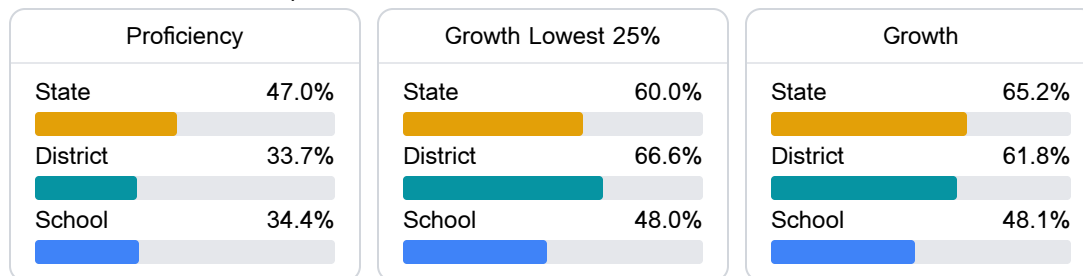 Proficiency
State 47.0%
District 33.7%
School 34.4%
Growth Lowest 25%
State 60.0%
District 66.6%
School 48.0%
Growth
State 65.2%
District 61.8%
School 48.1%